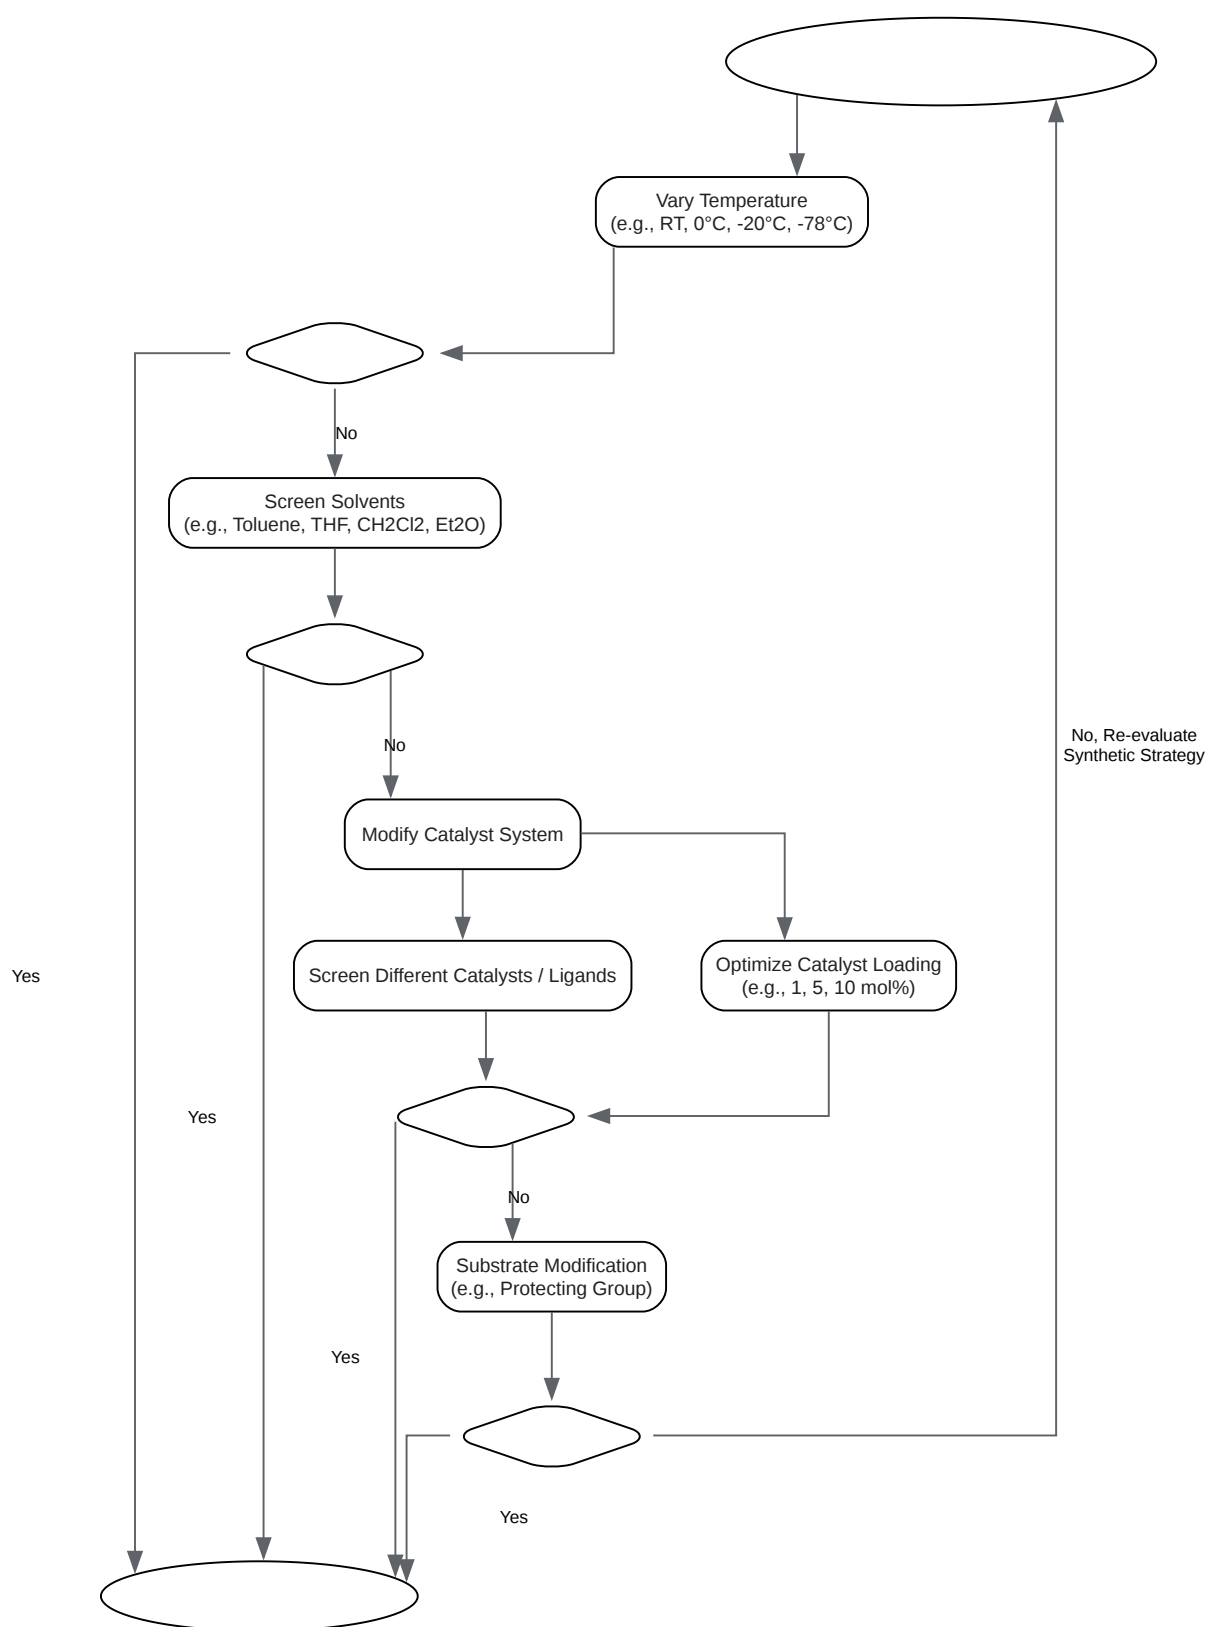 Vary Temperature
(e.g., RT, 0°C, -20°C, -78°C)
No
Screen Solvents
(e.g., Toluene, THF, CH2Cl2, Et2O)
No
No, Re-evaluate
Synthetic Strategy
Modify Catalyst System
Yes
Screen Different Catalysts / Ligands
Optimize Catalyst Loading
(e.g., 1, 5, 10 mol%)
Yes
No
Substrate Modification
(e.g., Protecting Group)
Yes
Yes